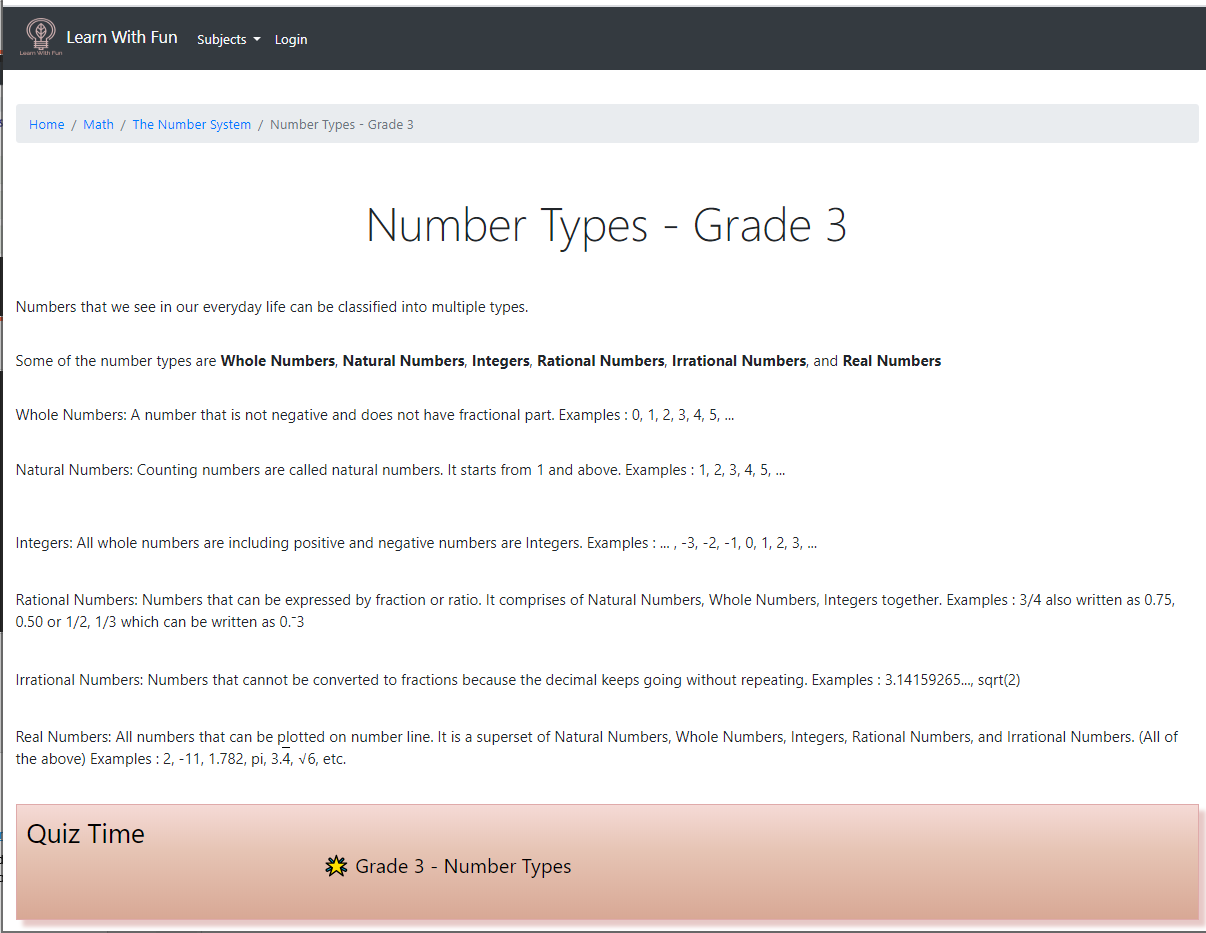 Learn With Fun
Learn With Fun Subjects Login
Home / Math / The Number System / Number Types - Grade 3
Number Types - Grade 3
Numbers that we see in our everyday life can be classified into multiple types.
Some of the number types are Whole Numbers, Natural Numbers, Integers, Rational Numbers, Irrational Numbers, and Real Numbers
Whole Numbers: A number that is not negative and does not have fractional part. Examples : 0, 1, 2, 3, 4, 5, ...
Natural Numbers: Counting numbers are called natural numbers. It starts from 1 and above. Examples : 1, 2, 3, 4, 5, ...
Integers: All whole numbers are including positive and negative numbers are Integers. Examples : ... , -3, -2, -1, 0, 1, 2, 3, ...
Rational Numbers: Numbers that can be expressed by fraction or ratio. It comprises of Natural Numbers, Whole Numbers, Integers together. Examples : 3/4 also written as 0.75,
0.50 or 1/2, 1/3 which can be written as 0.¯3
Irrational Numbers: Numbers that cannot be converted to fractions because the decimal keeps going without repeating. Examples : 3.14159265..., sqrt(2)
Real Numbers: All numbers that can be plotted on number line. It is a superset of Natural Numbers, Whole Numbers, Integers, Rational Numbers, and Irrational Numbers. (All of
the above) Examples : 2, -11, 1.782, pi, 3.4̅, √6, etc.
Quiz Time
Grade 3 - Number Types